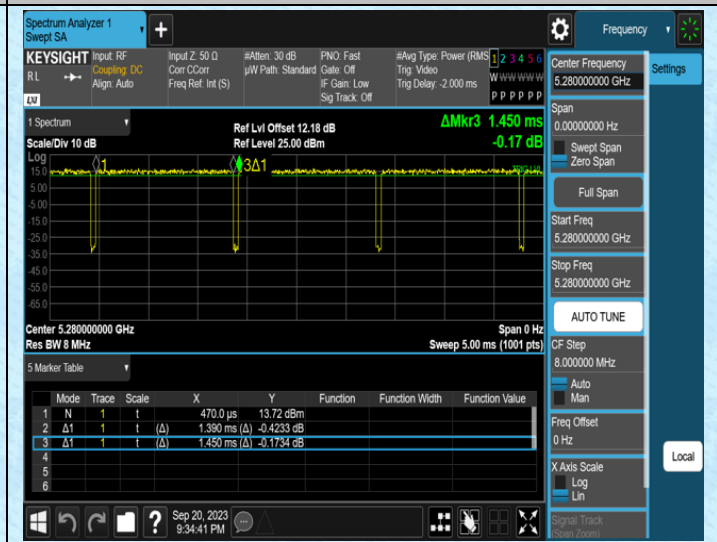 Spectrum Analyzer 1
Swept SA
+
Frequency
KEYSIGHT
RL
LXI
Input: RF
Coupling: DC
Align: Auto
Input Z: 50 Ω
Corr CCorr
Freq Ref: Int (S)
#Atten: 30 dB
µW Path: Standard
PNO: Fast
Gate: Off
IF Gain: Low
Sig Track: Off
#Avg Type: Power (RMS
Trig: Video
Trig Delay: -2.000 ms
1 2 3 4 5 6
W W W W W W
P P P P P P
1 Spectrum
Scale/Div 10 dB
Ref Lvl Offset 12.18 dB
Ref Level 25.00 dBm
ΔMkr3 1.450 ms
-0.17 dB
Log
15.0
5.00
-5.00
-15.0
-25.0
-35.0
-45.0
-55.0
-65.0
1
3Δ1
TRIG LVL
Center 5.280000000 GHz
Res BW 8 MHz
Span 0 Hz
Sweep 5.00 ms (1001 pts)
5 Marker Table
Mode Trace Scale X Y Function Function Width Function Value
1 N 1 t 470.0 µs 13.72 dBm
2 Δ1 1 t (Δ) 1.390 ms (Δ) -0.4233 dB
3 Δ1 1 t (Δ) 1.450 ms (Δ) -0.1734 dB
4
5
6
Sep 20, 2023
9:34:41 PM
Center Frequency
5.280000000 GHz
Span
0.00000000 Hz
Swept Span
Zero Span
Full Span
Start Freq
5.280000000 GHz
Stop Freq
5.280000000 GHz
AUTO TUNE
CF Step
8.000000 MHz
Auto
Man
Freq Offset
0 Hz
X Axis Scale
Log
Lin
Signal Track
(Span Zoom)
Settings
Local